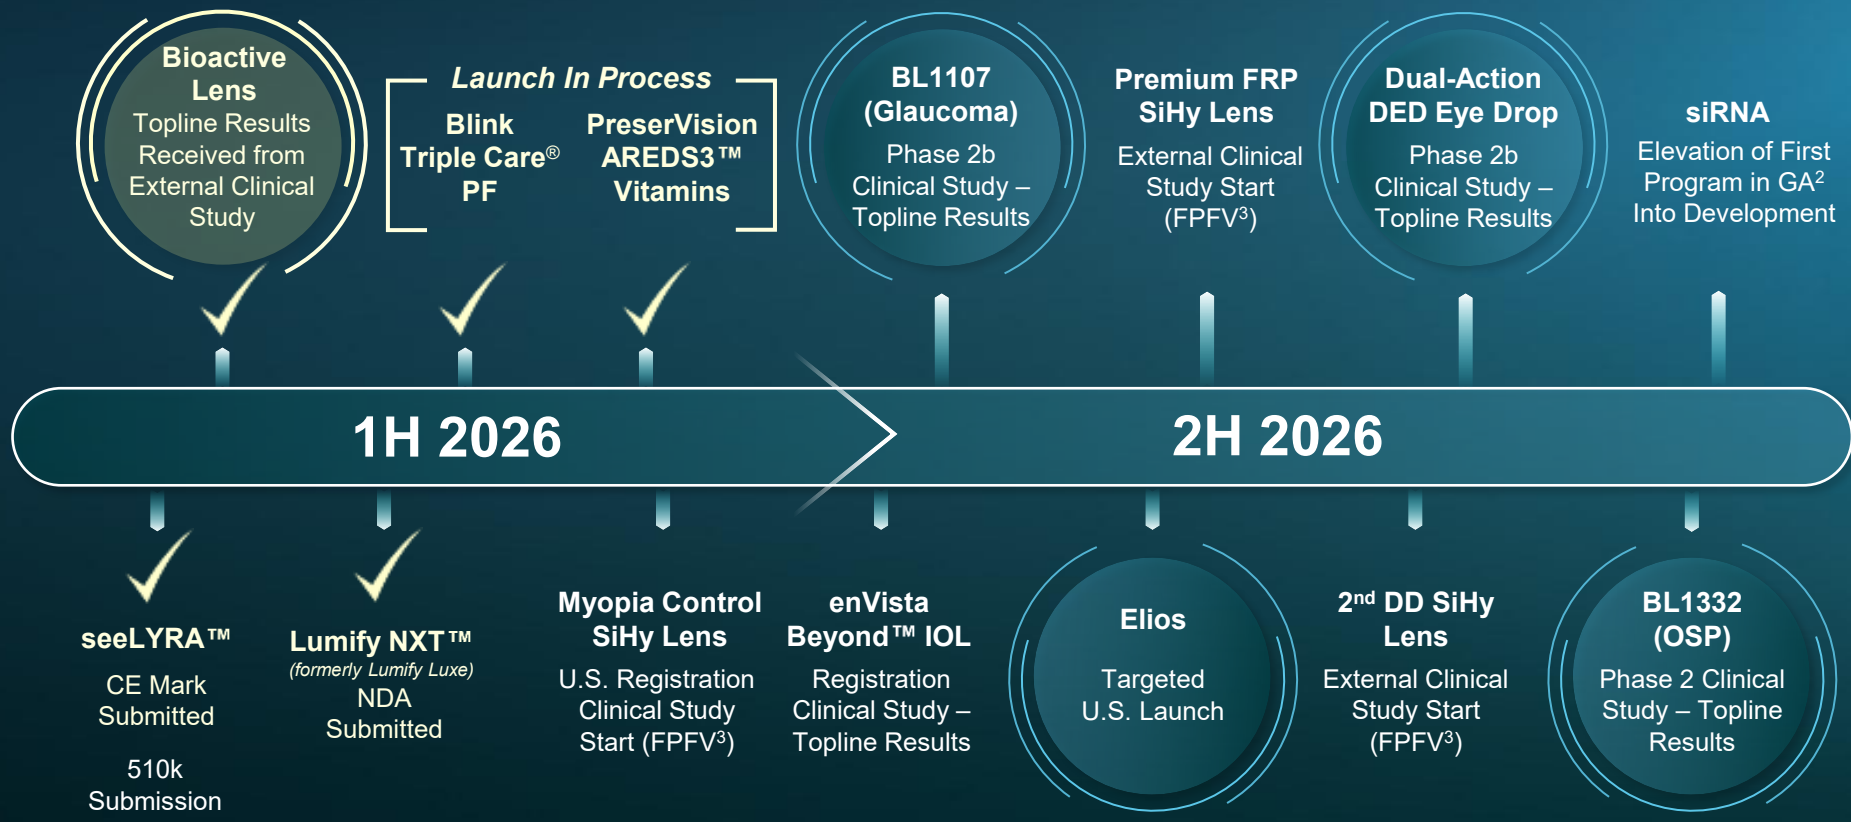 Bioactive
Lens
Topline Results
Received from
External Clinical
Study
Launch In Process
Blink
Triple Care®
PF
PreserVision
AREDS3™
Vitamins
BL1107
(Glaucoma)
Phase 2b
Clinical Study –
Topline Results
Premium FRP
SiHy Lens
External Clinical
Study Start
(FPFV³)
Dual-Action
DED Eye Drop
Phase 2b
Clinical Study –
Topline Results
siRNA
Elevation of First
Program in GA²
Into Development
1H 2026
2H 2026
seeLYRA™
CE Mark
Submitted
510k
Submission
Lumify NXT™
(formerly Lumify Luxe)
NDA
Submitted
Myopia Control
SiHy Lens
U.S. Registration
Clinical Study
Start (FPFV³)
enVista
Beyond™ IOL
Registration
Clinical Study –
Topline Results
Elios
Targeted
U.S. Launch
2nd DD SiHy
Lens
External Clinical
Study Start
(FPFV³)
BL1332
(OSP)
Phase 2 Clinical
Study – Topline
Results